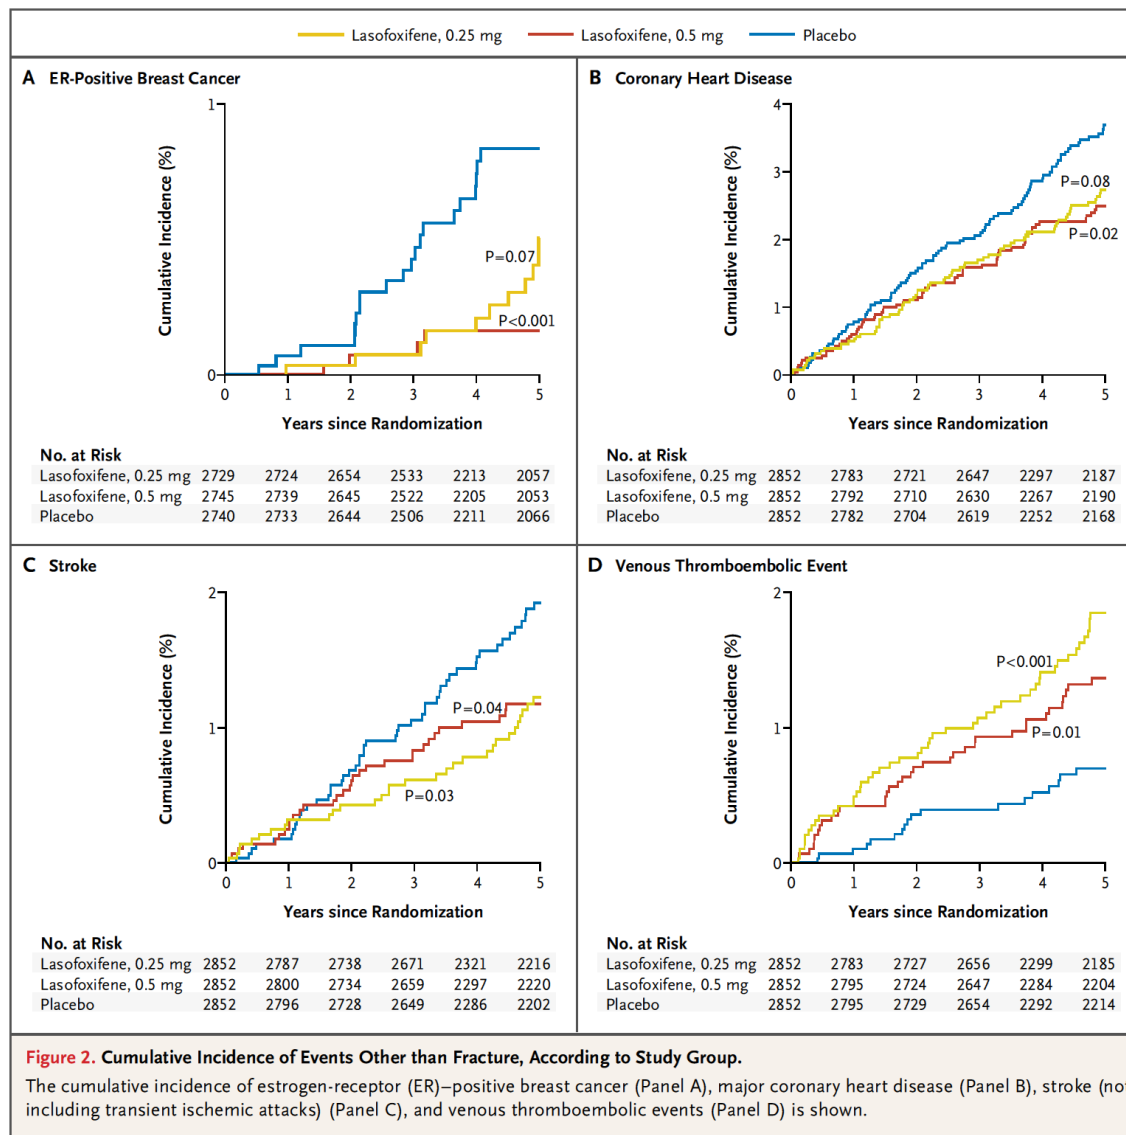 Lasofoxifene, 0.25 mg Lasofoxifene, 0.5 mg Placebo
A ER-Positive Breast Cancer
1
0
Cumulative Incidence (%)
P=0.07
P<0.001
0 1 2 3 4 5
Years since Randomization
No. at Risk
Lasofoxifene, 0.25 mg 2729 2724 2654 2533 2213 2057
Lasofoxifene, 0.5 mg 2745 2739 2645 2522 2205 2053
Placebo 2740 2733 2644 2506 2211 2066
B Coronary Heart Disease
4
3
2
1
0
Cumulative Incidence (%)
P=0.08
P=0.02
0 1 2 3 4 5
Years since Randomization
No. at Risk
Lasofoxifene, 0.25 mg 2852 2783 2721 2647 2297 2187
Lasofoxifene, 0.5 mg 2852 2792 2710 2630 2267 2190
Placebo 2852 2782 2704 2619 2252 2168
C Stroke
2
1
0
Cumulative Incidence (%)
P=0.04
P=0.03
0 1 2 3 4 5
Years since Randomization
No. at Risk
Lasofoxifene, 0.25 mg 2852 2787 2738 2671 2321 2216
Lasofoxifene, 0.5 mg 2852 2800 2734 2659 2297 2220
Placebo 2852 2796 2728 2649 2286 2202
D Venous Thromboembolic Event
2
1
0
Cumulative Incidence (%)
P<0.001
P=0.01
0 1 2 3 4 5
Years since Randomization
No. at Risk
Lasofoxifene, 0.25 mg 2852 2783 2727 2656 2299 2185
Lasofoxifene, 0.5 mg 2852 2795 2724 2647 2284 2204
Placebo 2852 2795 2729 2654 2292 2214
Figure 2. Cumulative Incidence of Events Other than Fracture, According to Study Group.
The cumulative incidence of estrogen-receptor (ER)–positive breast cancer (Panel A), major coronary heart disease (Panel B), stroke (no
including transient ischemic attacks) (Panel C), and venous thromboembolic events (Panel D) is shown.